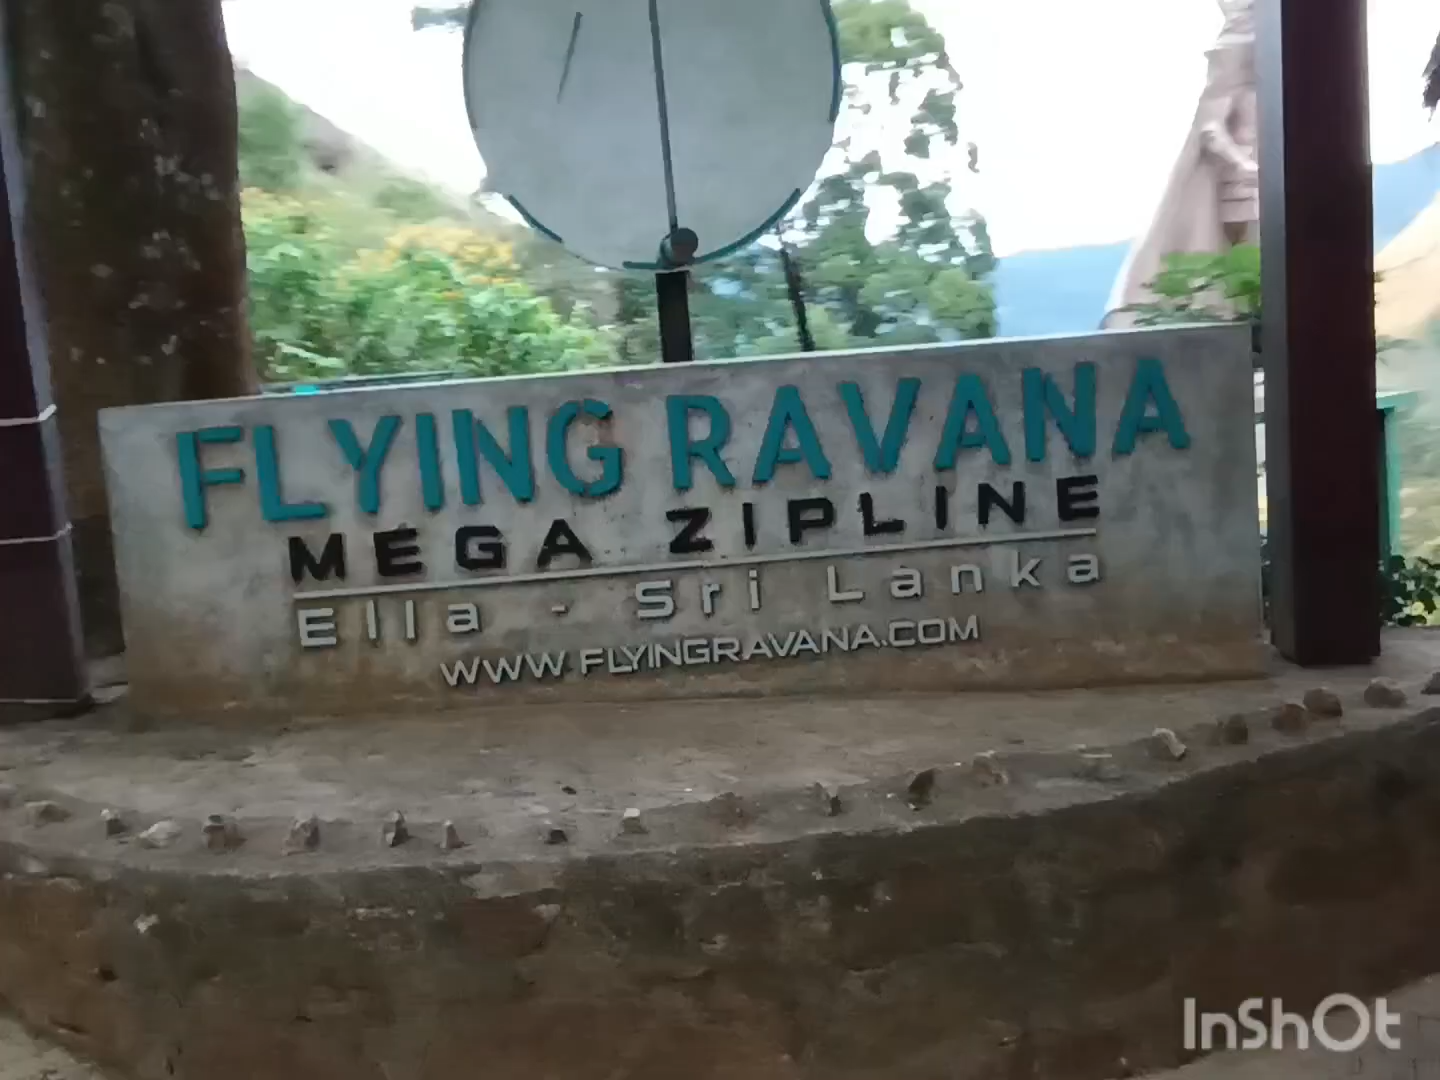 FLYING RAVANA
MEGA ZIPLINE
Ella - Sri Lanka
WWW.FLYINGRAVANA.COM
InShOt